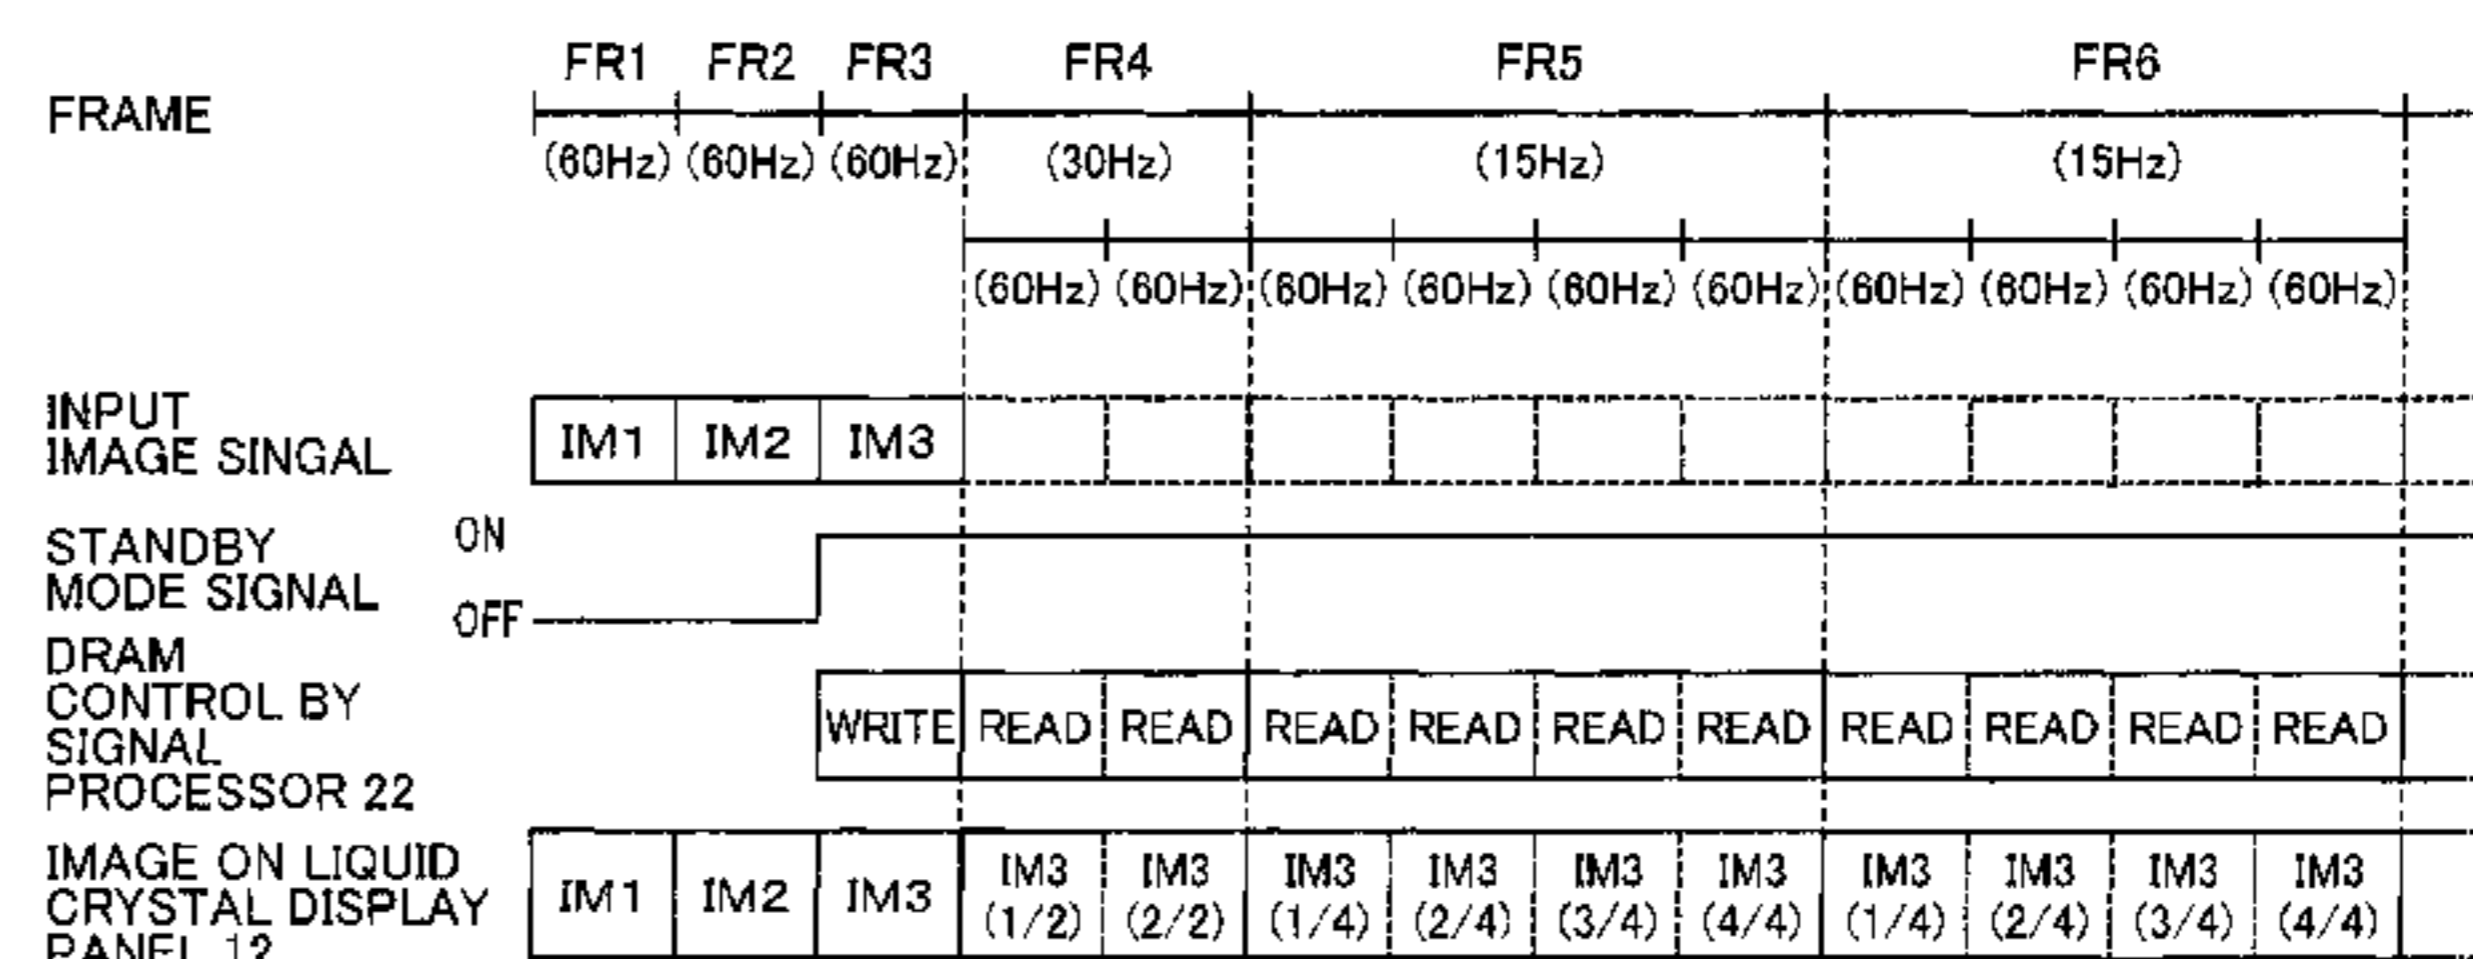 FR1 FR2 FR3 FR4 FR5 FR6
FRAME
(60Hz) (60Hz) (60Hz) (30Hz) (15Hz) (15Hz)
(60Hz) (60Hz) (60Hz) (60Hz) (60Hz) (60Hz) (60Hz) (60Hz) (60Hz) (60Hz)
INPUT
IMAGE SINGAL
IM1 IM2 IM3
STANDBY
MODE SIGNAL
ON
OFF
DRAM
CONTROL BY
SIGNAL
PROCESSOR 22
WRITE READ READ READ READ READ READ READ READ READ READ
IMAGE ON LIQUID
CRYSTAL DISPLAY
PANEL 12
IM1 IM2 IM3
IM3 IM3 IM3 IM3 IM3 IM3 IM3 IM3 IM3 IM3
(1/2) (2/2) (1/4) (2/4) (3/4) (4/4) (1/4) (2/4) (3/4) (4/4)